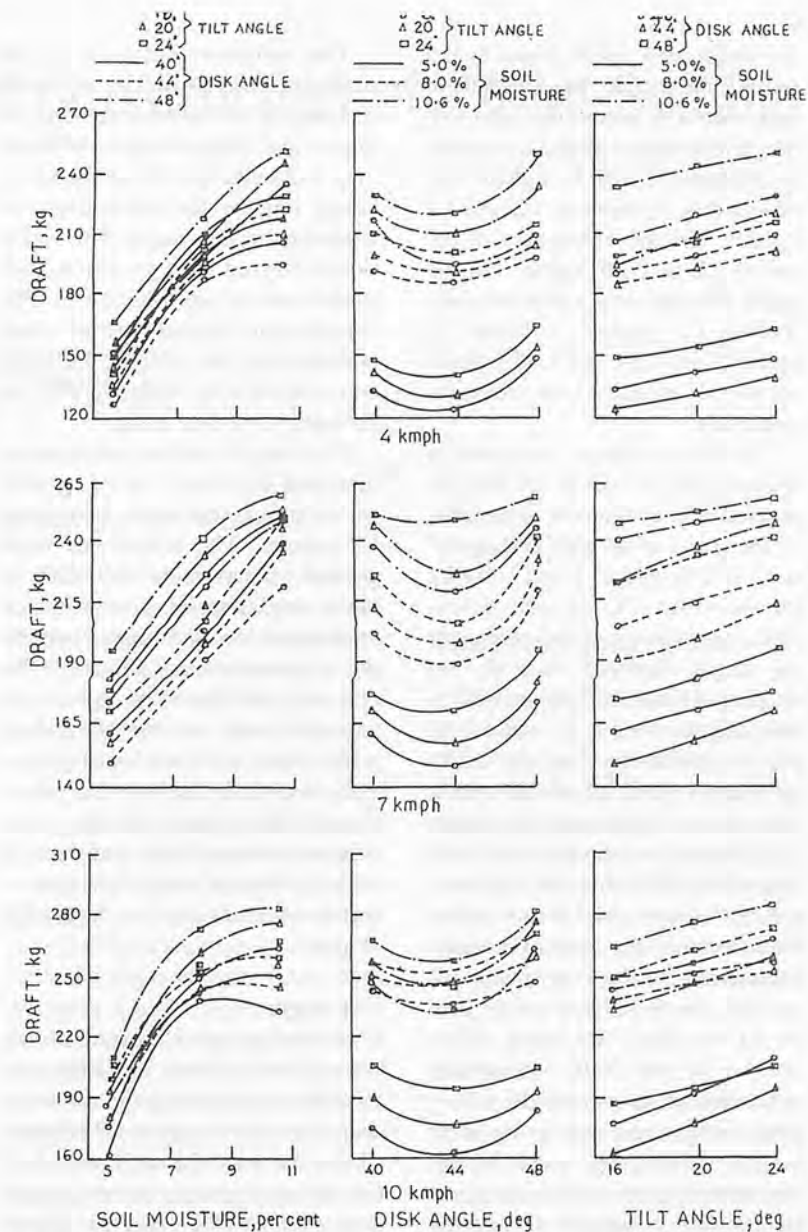 20° TILT ANGLE
24°
40°
44° DISK ANGLE
48°
20° TILT ANGLE
24°
5·0%
8·0% SOIL MOISTURE
10·6%
44° DISK ANGLE
48°
5·0%
8·0% SOIL MOISTURE
10·6%
270
240
210
180
150
120
DRAFT, kg
4 kmph
265
240
215
190
165
140
DRAFT, kg
7 kmph
310
280
250
220
190
160
DRAFT, kg
5 7 9 11
40 44 48
16 20 24
10 kmph
SOIL MOISTURE, per cent
DISK ANGLE, deg
TILT ANGLE, deg